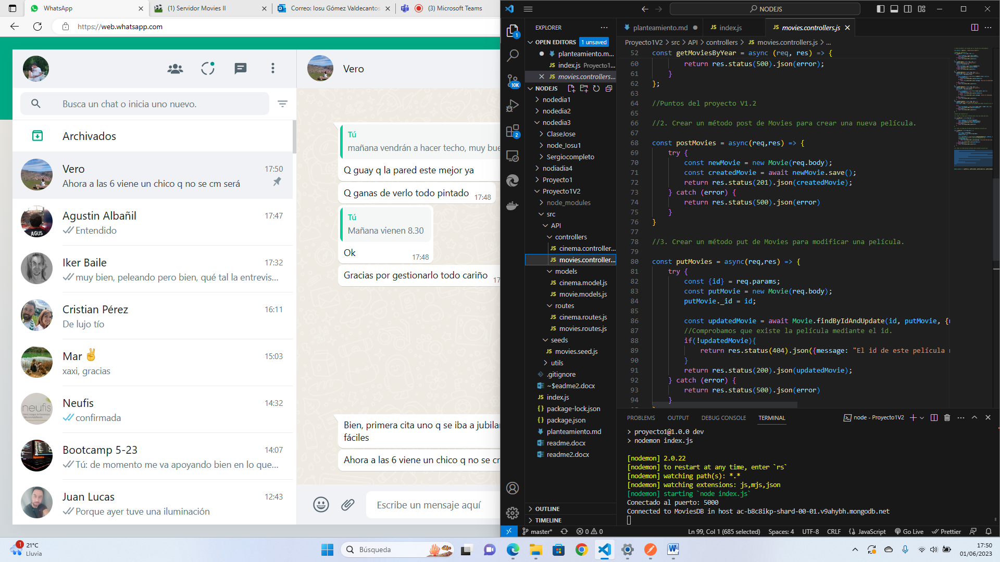 WhatsApp
(1) Servidor Movies II
Correo: Iosu Gómez Valdecantos
(3) Microsoft Teams
https://web.whatsapp.com
Vero
Busca un chat o inicia uno nuevo.
Archivados
Vero
17:50
Ahora a las 6 viene un chico q no se cm será
Agustin Albañil
17:47
Entendido
Iker Baile
17:32
muy bien, peleando pero bien, qué tal la entrevis...
Cristian Pérez
16:11
De lujo tío
Mar ✌
15:03
xaxi, gracias
Neufis
14:32
confirmada
Bootcamp 5-23
14:07
Tú: de momento me va apoyando bien en lo que...
Juan Lucas
12:43
Porque ayer tuve una iluminación
Tú
mañana vendrán a hacer techo, muy bue
Q guay q la pared este mejor ya
Q ganas de verlo todo pintado 17:48
Tú
Mañana vienen 8.30
Ok 17:48
Gracias por gestionarlo todo cariño 17
Bien, primera cita uno q se iba a jubilar
fáciles
Ahora a las 6 viene un chico q no se cr
Escribe un mensaje aquí
NODEJS
EXPLORER
OPEN EDITORS 1 unsaved
planteamiento.m...
index.js Proyecto1...
movies.controllers...
NODEJS
nodedia1
nodedia2
nodedia3
ClaseJose
node_Iosu1
Sergiocompleto
nodiadia4
Proyecto1
Proyecto1V2
node_modules
src
API
controllers
cinema.controller...
movies.controller...
models
cinema.model.js
movie.models.js
routes
cinema.routes.js
movies.routes.js
seeds
movies.seed.js
utils
.gitignore
~$eadme2.docx
index.js
package-lock.json
package.json
planteamiento.md
readme.docx
readme2.docx
OUTLINE
TIMELINE
1
10K
2
planteamiento.md
index.js
movies.controllers.js
Proyecto1V2 > src > API > controllers > JS movies.controllers.js > ...
52 const getMoviesByYear = async (req, res) => {
60 return res.status(500).json(error);
61 }
62 };
63
64 //Puntos del proyecto V1.2
65
66 //2. Crear un método post de Movies para crear una nueva película.
67
68 const postMovies = async(req,res) => {
69 try {
70 const newMovie = new Movie(req.body);
71 const createdMovie = await newMovie.save();
72 return res.status(201).json(createdMovie);
73 } catch (error) {
74 return res.status(500).json(error)
75 }
76 }
77
78 //3. Crear un método put de Movies para modificar una película.
79
80 const putMovies = async(req,res) => {
81 try {
82 const {id} = req.params;
83 const putMovie = new Movie(req.body);
84 putMovie._id = id;
85
86 const updatedMovie = await Movie.findByIdAndUpdate(id, putMovie, {
87 //Comprobamos que existe la película mediante el id.
88 if(!updatedMovie){
89 return res.status(404).json({message: "El id de este película
90 }
91 return res.status(200).json(updatedMovie);
92 } catch (error) {
93 return res.status(500).json(error)
94 }
PROBLEMS OUTPUT DEBUG CONSOLE TERMINAL node - Proyecto1V2
> proyecto1@1.0.0 dev
> nodemon index.js
[nodemon] 2.0.22
[nodemon] to restart at any time, enter `rs`
[nodemon] watching path(s): *.*
[nodemon] watching extensions: js,mjs,json
[nodemon] starting `node index.js`
Conectado al puerto: 5000
Connected to MoviesDB in host ac-b8c8ikp-shard-00-01.v9ahybh.mongodb.net
master* 0 0 Ln 99, Col 1 (685 selected) Spaces: 4 UTF-8 CRLF JavaScript Go Live Prettier
1
21°C
Lluvia
Búsqueda
17:50
01/06/2023